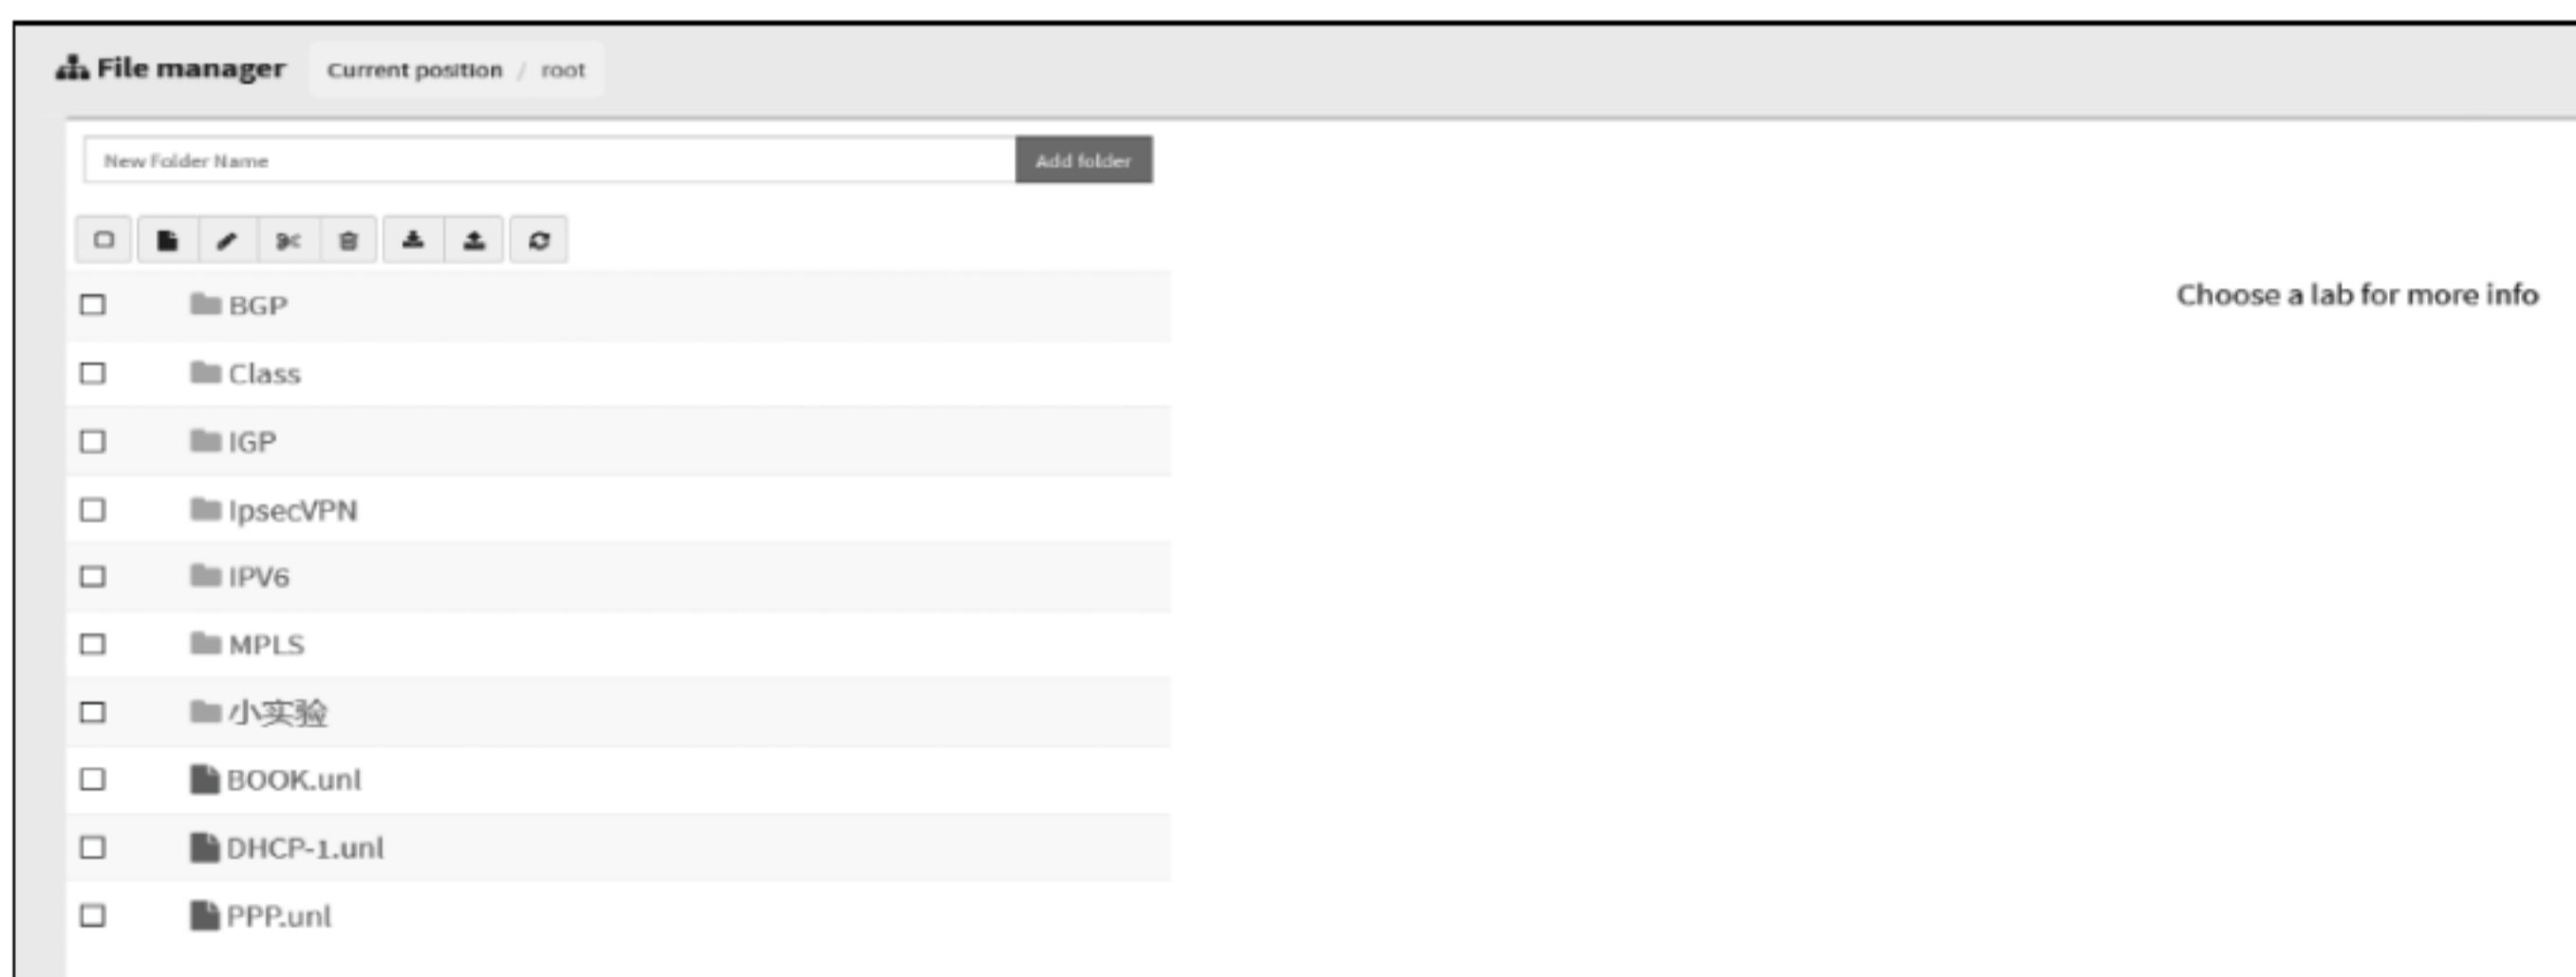 File manager Current position / root
New Folder Name Add folder
Choose a lab for more info
BGP
Class
IGP
IpsecVPN
IPV6
MPLS
小实验
BOOK.unl
DHCP-1.unl
PPP.unl